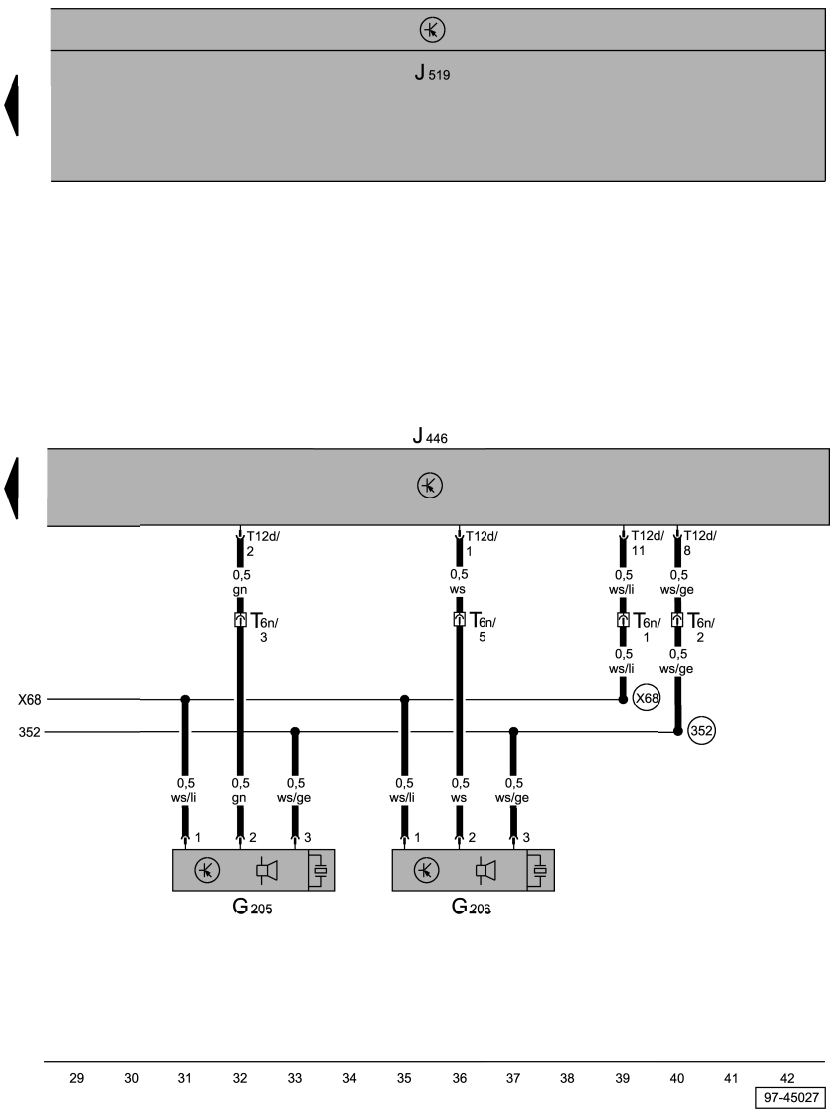 J 519
J 446
T12d/ T12d/ T12d/ T12d/
2 1 11 8
0,5 0,5 0,5 0,5
gn ws ws/li ws/ge
T6n/ T6n/ T6n/ T6n/
3 5 1 2
0,5 0,5
ws/li ws/ge
X68 X68
352 352
0,5 0,5 0,5 0,5 0,5 0,5
ws/li gn ws/ge ws/li ws ws/ge
1 2 3 1 2 3
G 205 G 206
29 30 31 32 33 34 35 36 37 38 39 40 41 42
97-45027